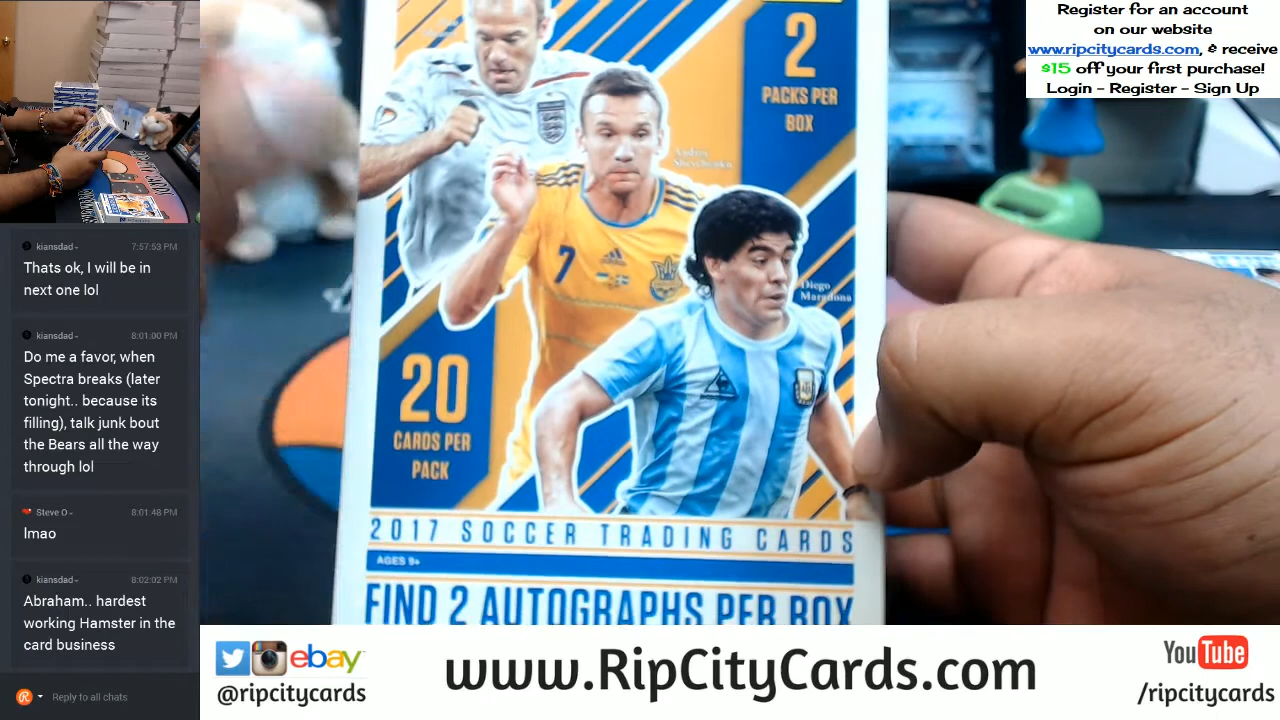 Register for an account
on our website
www.ripcitycards.com, & receive
$15 off your first purchase!
Login - Register - Sign Up
kiansdad
7:57:53 PM
Thats ok, I will be in
next one lol
kiansdad
8:01:00 PM
Do me a favor, when
Spectra breaks (later
tonight.. because its
filling), talk junk bout
the Bears all the way
through lol
Steve O
8:01:48 PM
lmao
kiansdad
8:02:02 PM
Abraham.. hardest
working Hamster in the
card business
Reply to all chats
2
PACKS PER
BOX
Andriy
Shevchenko
7
Diego
Maradona
20
CARDS PER
PACK
2017 SOCCER TRADING CARDS
AGES 9+
FIND 2 AUTOGRAPHS PER BOX
ebay
@ripcitycards
www.RipCityCards.com
YouTube
/ripcitycards